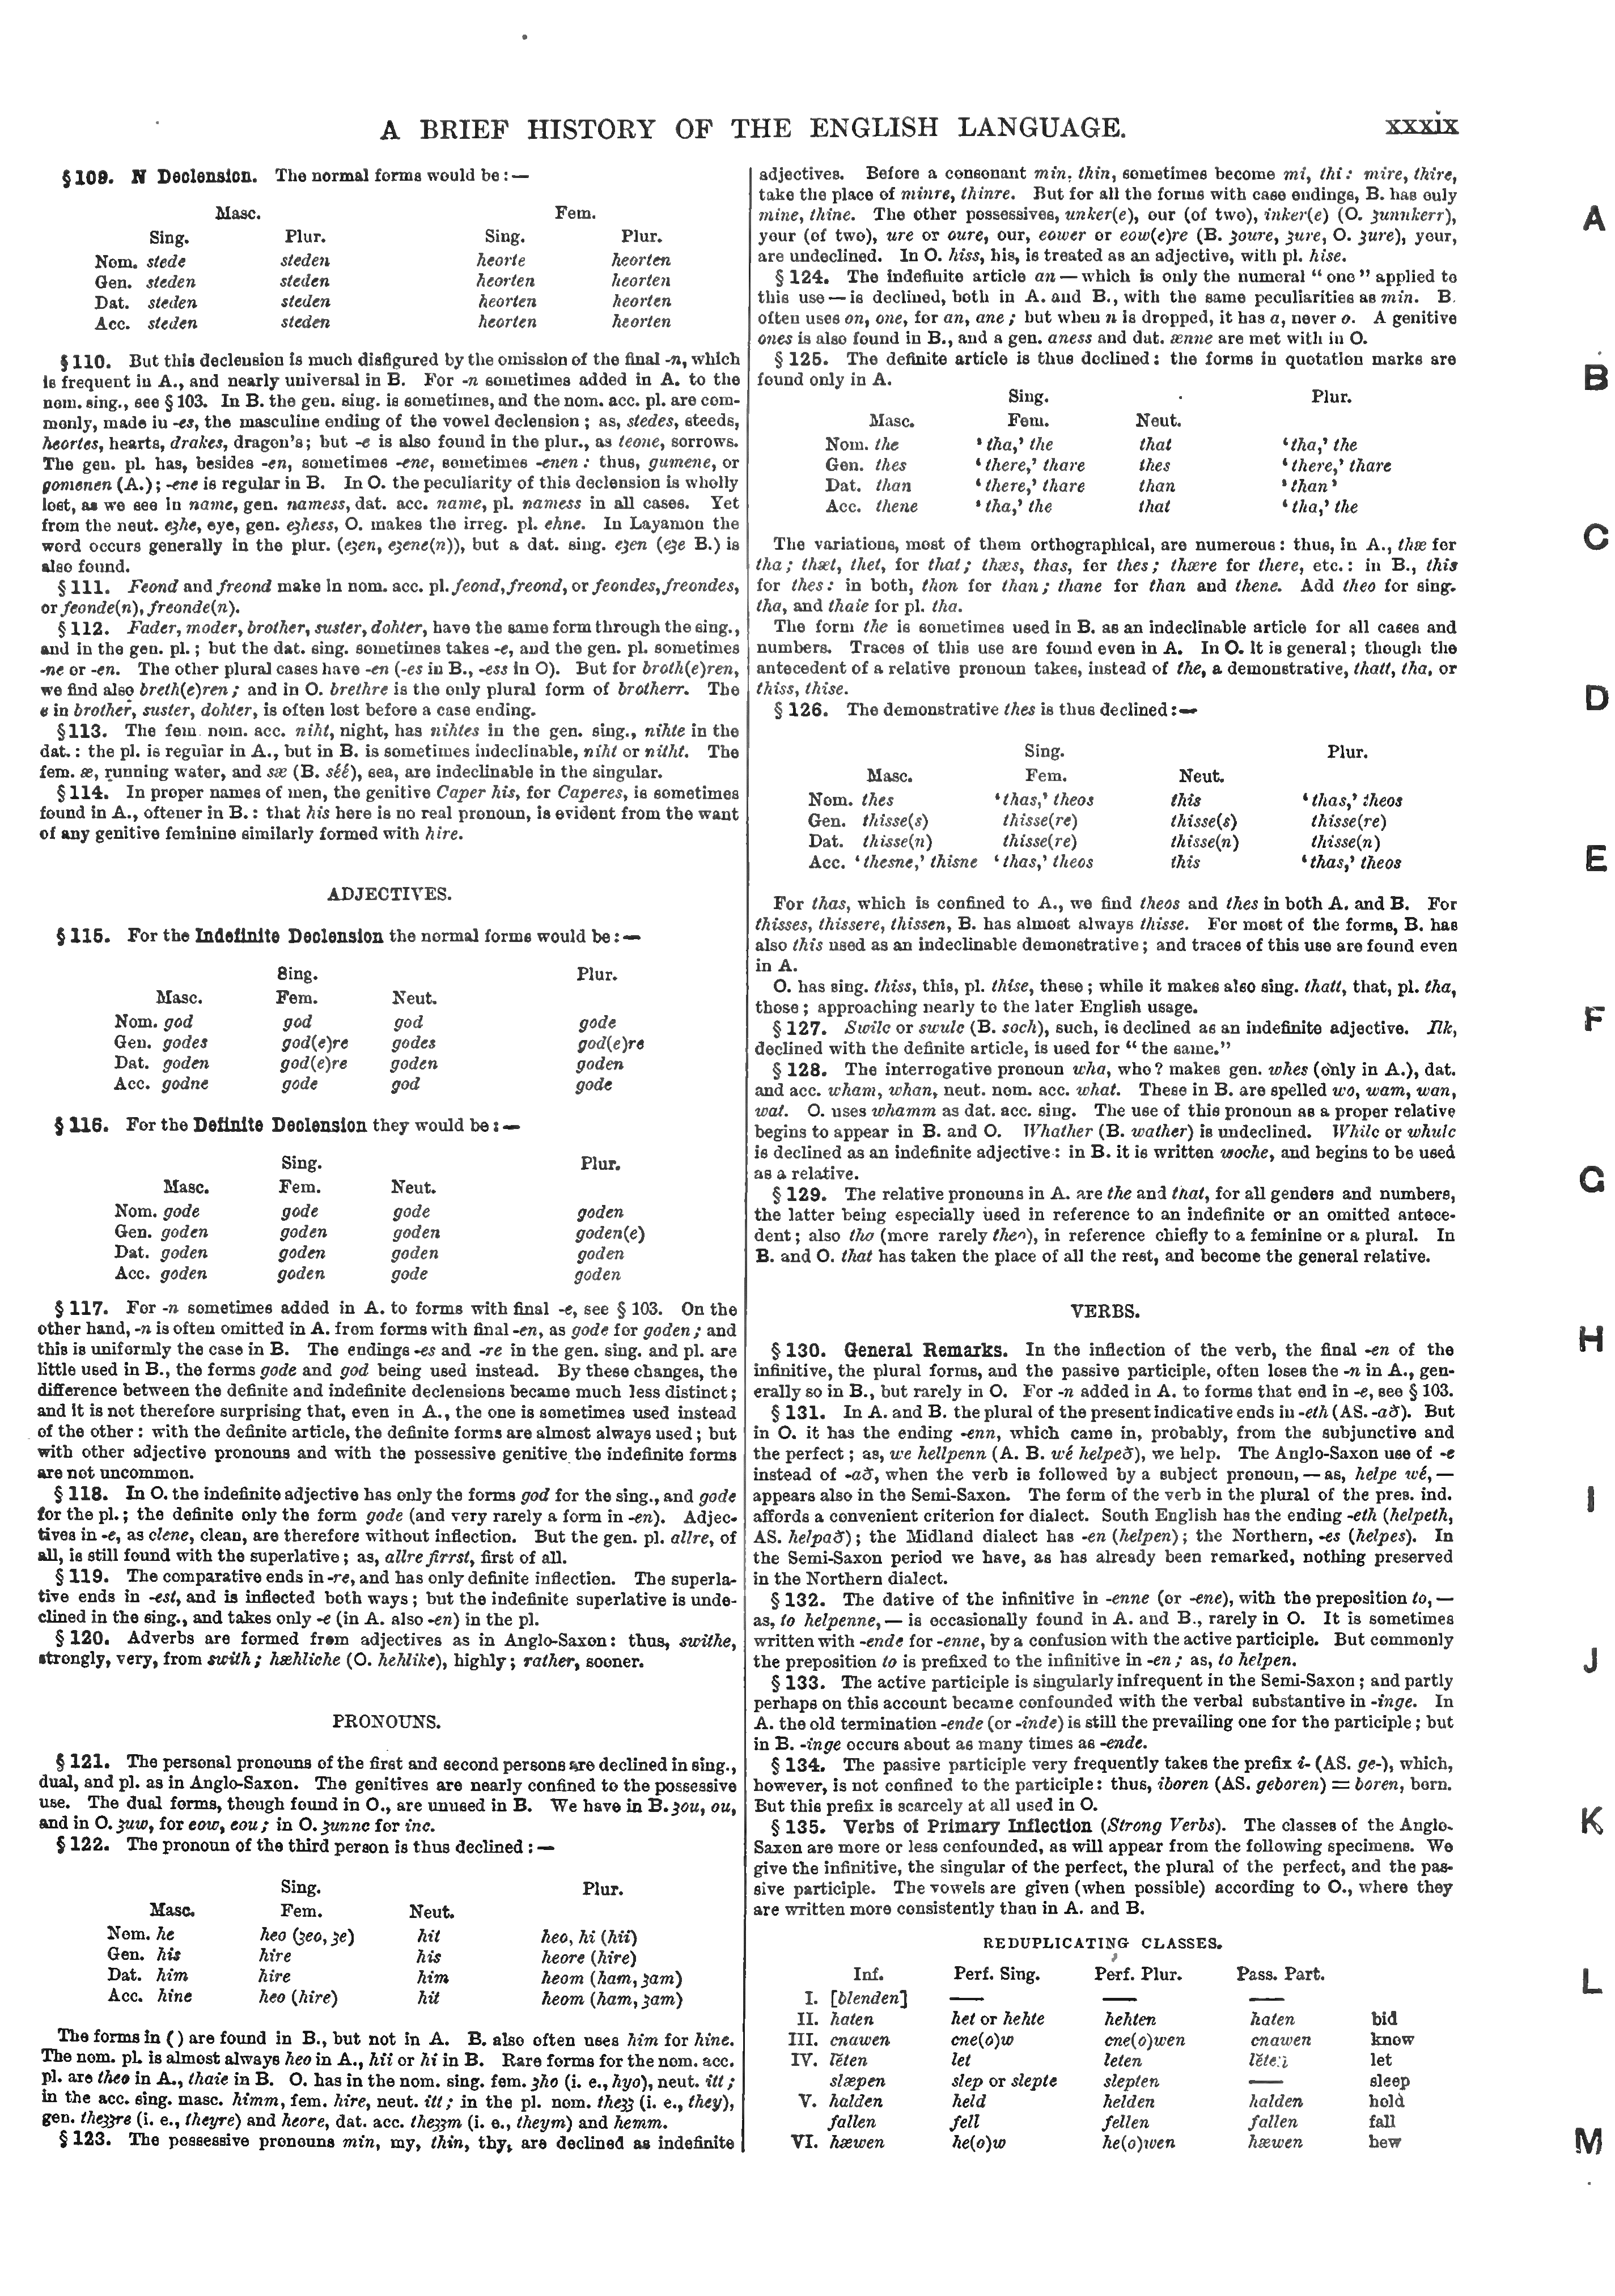 A BRIEF HISTORY OF THE ENGLISH LANGUAGE. xxxix
§ 109. N Declension. The normal forms would be:—
Masc. Fem.
Sing. Plur. Sing. Plur.
Nom. stede steden heorte heorten
Gen. steden steden heorten heorten
Dat. steden steden heorten heorten
Acc. steden steden heorten heorten
§ 110. But this declension is much disfigured by the omission of the final -n, which
is frequent in A., and nearly universal in B. For -n sometimes added in A. to the
nom. sing., see § 103. In B. the gen. sing. is sometimes, and the nom. acc. pl. are com-
monly, made in -es, the masculine ending of the vowel declension; as, stedes, steeds,
heortes, hearts, drakes, dragon's; but -e is also found in the plur., as teone, sorrows.
The gen. pl. has, besides -en, sometimes -ene, sometimes -enen: thus, gumene, or
gomenen (A.); -ene is regular in B. In O. the peculiarity of this declension is wholly
lost, as we see in name, gen. namess, dat. acc. name, pl. namess in all cases. Yet
from the neut. eȝhe, eye, gen. eȝhess, O. makes the irreg. pl. ehne. In Layamon the
word occurs generally in the plur. (eȝen, eȝene(n)), but a dat. sing. eȝen (eȝe B.) is
also found.
§ 111. Feond and freond make in nom. acc. pl. feond, freond, or feondes, freondes,
or feonde(n), freonde(n).
§ 112. Fader, moder, brother, suster, dohter, have the same form through the sing.,
and in the gen. pl.; but the dat. sing. sometimes takes -e, and the gen. pl. sometimes
-ne or -en. The other plural cases have -en (-es in B., -ess in O). But for broth(e)ren,
we find also breth(e)ren; and in O. brethre is the only plural form of brotherr. The
e in brother, suster, dohter, is often lost before a case ending.
§ 113. The fem. nom. acc. niht, night, has nihtes in the gen. sing., nihte in the
dat.: the pl. is regular in A., but in B. is sometimes indeclinable, niht or nitht. The
fem. æ, running water, and sæ (B. séé), sea, are indeclinable in the singular.
§ 114. In proper names of men, the genitive Caper his, for Caperes, is sometimes
found in A., oftener in B.: that his here is no real pronoun, is evident from the want
of any genitive feminine similarly formed with hire.
ADJECTIVES.
§ 115. For the Indefinite Declension the normal forms would be:—
Sing. Plur.
Masc. Fem. Neut.
Nom. god god god gode
Gen. godes god(e)re godes god(e)re
Dat. goden god(e)re goden goden
Acc. godne gode god gode
§ 116. For the Definite Declension they would be:—
Sing. Plur.
Masc. Fem. Neut.
Nom. gode gode gode goden
Gen. goden goden goden goden(e)
Dat. goden goden goden goden
Acc. goden goden gode goden
§ 117. For -n sometimes added in A. to forms with final -e, see § 103. On the
other hand, -n is often omitted in A. from forms with final -en, as gode for goden; and
this is uniformly the case in B. The endings -es and -re in the gen. sing. and pl. are
little used in B., the forms gode and god being used instead. By these changes, the
difference between the definite and indefinite declensions became much less distinct;
and it is not therefore surprising that, even in A., the one is sometimes used instead
of the other: with the definite article, the definite forms are almost always used; but
with other adjective pronouns and with the possessive genitive the indefinite forms
are not uncommon.
§ 118. In O. the indefinite adjective has only the forms god for the sing., and gode
for the pl.; the definite only the form gode (and very rarely a form in -en). Adjec-
tives in -e, as clene, clean, are therefore without inflection. But the gen. pl. allre, of
all, is still found with the superlative; as, allre firrst, first of all.
§ 119. The comparative ends in -re, and has only definite inflection. The superla-
tive ends in -est, and is inflected both ways; but the indefinite superlative is unde-
clined in the sing., and takes only -e (in A. also -en) in the pl.
§ 120. Adverbs are formed from adjectives as in Anglo-Saxon: thus, swithe,
strongly, very, from swith; hæhliche (O. hehlike), highly; rather, sooner.
PRONOUNS.
§ 121. The personal pronouns of the first and second persons are declined in sing.,
dual, and pl. as in Anglo-Saxon. The genitives are nearly confined to the possessive
use. The dual forms, though found in O., are unused in B. We have in B. ȝou, ou,
and in O. ȝuw, for eow, eou; in O. ȝunnc for inc.
§ 122. The pronoun of the third person is thus declined:—
Sing. Plur.
Masc. Fem. Neut.
Nom. he heo (ȝeo, ȝe) hit heo, hi (hii)
Gen. his hire his heore (hire)
Dat. him hire him heom (ham, ȝam)
Acc. hine heo (hire) hit heom (ham, ȝam)
The forms in () are found in B., but not in A. B. also often uses him for hine.
The nom. pl. is almost always heo in A., hii or hi in B. Rare forms for the nom. acc.
pl. are theo in A., thaie in B. O. has in the nom. sing. fem. ȝho (i. e., hyo), neut. itt;
in the acc. sing. masc. himm, fem. hire, neut. itt; in the pl. nom. theȝȝ (i. e., they),
gen. theȝȝre (i. e., theyre) and heore, dat. acc. theȝȝm (i. e., theym) and hemm.
§ 123. The possessive pronouns min, my, thin, thy, are declined as indefinite
adjectives. Before a consonant min, thin, sometimes become mi, thi: mire, thire,
take the place of minre, thinre. But for all the forms with case endings, B. has only
mine, thine. The other possessives, unker(e), our (of two), inker(e) (O. ȝunnkerr),
your (of two), ure or oure, our, eower or eow(e)re (B. ȝoure, ȝure, O. ȝure), your,
are undeclined. In O. hiss, his, is treated as an adjective, with pl. hise.
§ 124. The indefinite article an — which is only the numeral "one" applied to
this use — is declined, both in A. and B., with the same peculiarities as min. B.
often uses on, one, for an, ane; but when n is dropped, it has a, never o. A genitive
ones is also found in B., and a gen. aness and dat. ænne are met with in O.
§ 125. The definite article is thus declined: the forms in quotation marks are
found only in A.
Sing. Plur.
Masc. Fem. Neut.
Nom. the 'tha,' the that 'tha,' the
Gen. thes 'there,' thare thes 'there,' thare
Dat. than 'there,' thare than 'than'
Acc. thene 'tha,' the that 'tha,' the
The variations, most of them orthographical, are numerous: thus, in A., thæ for
tha; thæt, thet, for that; thæs, thas, for thes; thære for there, etc.: in B., this
for thes: in both, thon for than; thane for than and thene. Add theo for sing.
tha, and thaie for pl. tha.
The form the is sometimes used in B. as an indeclinable article for all cases and
numbers. Traces of this use are found even in A. In O. it is general; though the
antecedent of a relative pronoun takes, instead of the, a demonstrative, thatt, tha, or
thiss, thise.
§ 126. The demonstrative thes is thus declined:—
Sing. Plur.
Masc. Fem. Neut.
Nom. thes 'thas,' theos this 'thas,' theos
Gen. thisse(s) thisse(re) thisse(s) thisse(re)
Dat. thisse(n) thisse(re) thisse(n) thisse(n)
Acc. 'thesne,' thisne 'thas,' theos this 'thas,' theos
For thas, which is confined to A., we find theos and thes in both A. and B. For
thisses, thissere, thissen, B. has almost always thisse. For most of the forms, B. has
also this used as an indeclinable demonstrative; and traces of this use are found even
in A.
O. has sing. thiss, this, pl. thise, these; while it makes also sing. thatt, that, pl. tha,
those; approaching nearly to the later English usage.
§ 127. Swilc or swulc (B. soch), such, is declined as an indefinite adjective. Ilk,
declined with the definite article, is used for "the same."
§ 128. The interrogative pronoun wha, who? makes gen. whes (only in A.), dat.
and acc. wham, whan, neut. nom. acc. what. These in B. are spelled wo, wam, wan,
wat. O. uses whamm as dat. acc. sing. The use of this pronoun as a proper relative
begins to appear in B. and O. Whather (B. wather) is undeclined. While or whulc
is declined as an indefinite adjective: in B. it is written woche, and begins to be used
as a relative.
§ 129. The relative pronouns in A. are the and that, for all genders and numbers,
the latter being especially used in reference to an indefinite or an omitted antece-
dent; also tha (more rarely then), in reference chiefly to a feminine or a plural. In
B. and O. that has taken the place of all the rest, and become the general relative.
VERBS.
§ 130. General Remarks. In the inflection of the verb, the final -en of the
infinitive, the plural forms, and the passive participle, often loses the -n in A., gen-
erally so in B., but rarely in O. For -n added in A. to forms that end in -e, see § 103.
§ 131. In A. and B. the plural of the present indicative ends in -eth (AS. -að). But
in O. it has the ending -enn, which came in, probably, from the subjunctive and
the perfect; as, we hellpenn (A. B. wé helpeð), we help. The Anglo-Saxon use of -e
instead of -að, when the verb is followed by a subject pronoun, — as, helpe wé, —
appears also in the Semi-Saxon. The form of the verb in the plural of the pres. ind.
affords a convenient criterion for dialect. South English has the ending -eth (helpeth,
AS. helpað); the Midland dialect has -en (helpen); the Northern, -es (helpes). In
the Semi-Saxon period we have, as has already been remarked, nothing preserved
in the Northern dialect.
§ 132. The dative of the infinitive in -enne (or -ene), with the preposition to, —
as, to helpenne, — is occasionally found in A. and B., rarely in O. It is sometimes
written with -ende for -enne, by a confusion with the active participle. But commonly
the preposition to is prefixed to the infinitive in -en; as, to helpen.
§ 133. The active participle is singularly infrequent in the Semi-Saxon; and partly
perhaps on this account became confounded with the verbal substantive in -inge. In
A. the old termination -ende (or -inde) is still the prevailing one for the participle; but
in B. -inge occurs about as many times as -ende.
§ 134. The passive participle very frequently takes the prefix i- (AS. ge-), which,
however, is not confined to the participle: thus, iboren (AS. geboren) = boren, born.
But this prefix is scarcely at all used in O.
§ 135. Verbs of Primary Inflection (Strong Verbs). The classes of the Anglo-
Saxon are more or less confounded, as will appear from the following specimens. We
give the infinitive, the singular of the perfect, the plural of the perfect, and the pas-
sive participle. The vowels are given (when possible) according to O., where they
are written more consistently than in A. and B.
REDUPLICATING CLASSES.
Inf. Perf. Sing. Perf. Plur. Pass. Part.
I. [blenden] — — —
II. haten het or hehte hehten haten bid
III. cnawen cne(o)w cne(o)wen cnawen know
IV. lēten let leten lēten let
slæpen slep or slepte slepten — sleep
V. halden held helden halden hold
fallen fell fellen fallen fall
VI. hæwen he(o)w he(o)wen hæwen hew
A
B
C
D
E
F
G
H
I
J
K
L
M